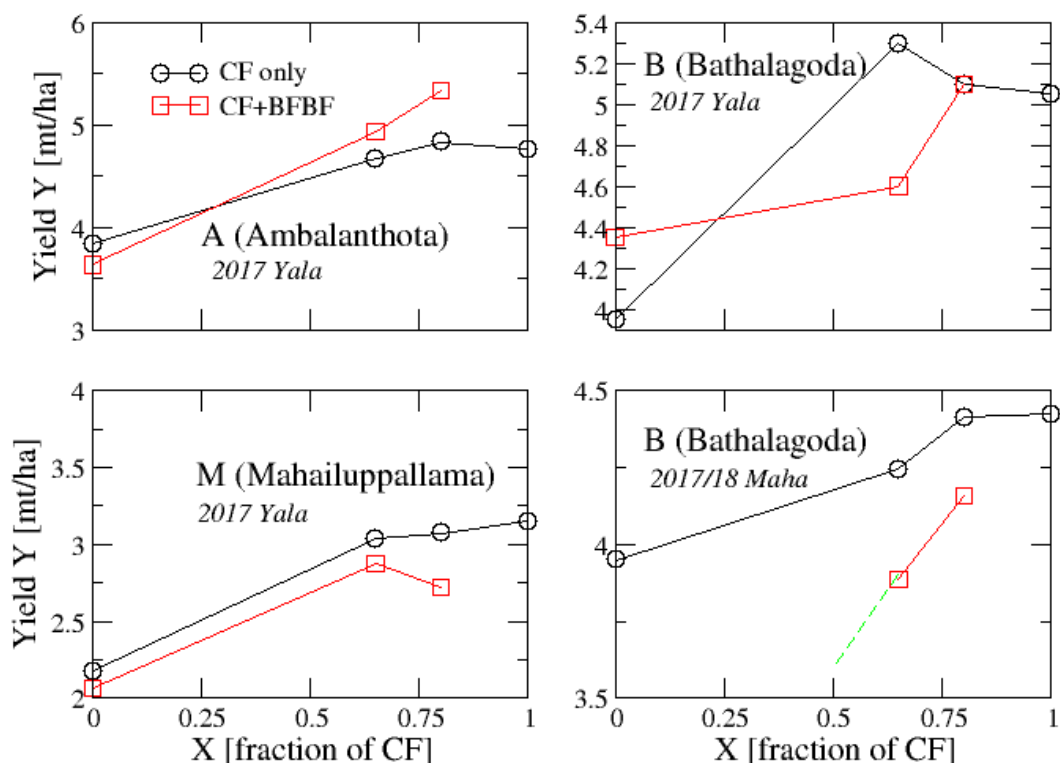 Yield Y [mt/ha]
6
5
4
3
CF only
CF+BFBF
A (Ambalanthota)
2017 Yala
5.4
5.2
5
4.8
4.6
4.4
4.2
4
B (Bathalagoda)
2017 Yala
Yield Y [mt/ha]
4
3.5
3
2.5
2
M (Mahailuppallama)
2017 Yala
0 0.25 0.5 0.75 1
X [fraction of CF]
4.5
4
3.5
B (Bathalagoda)
2017/18 Maha
0 0.25 0.5 0.75 1
X [fraction of CF]